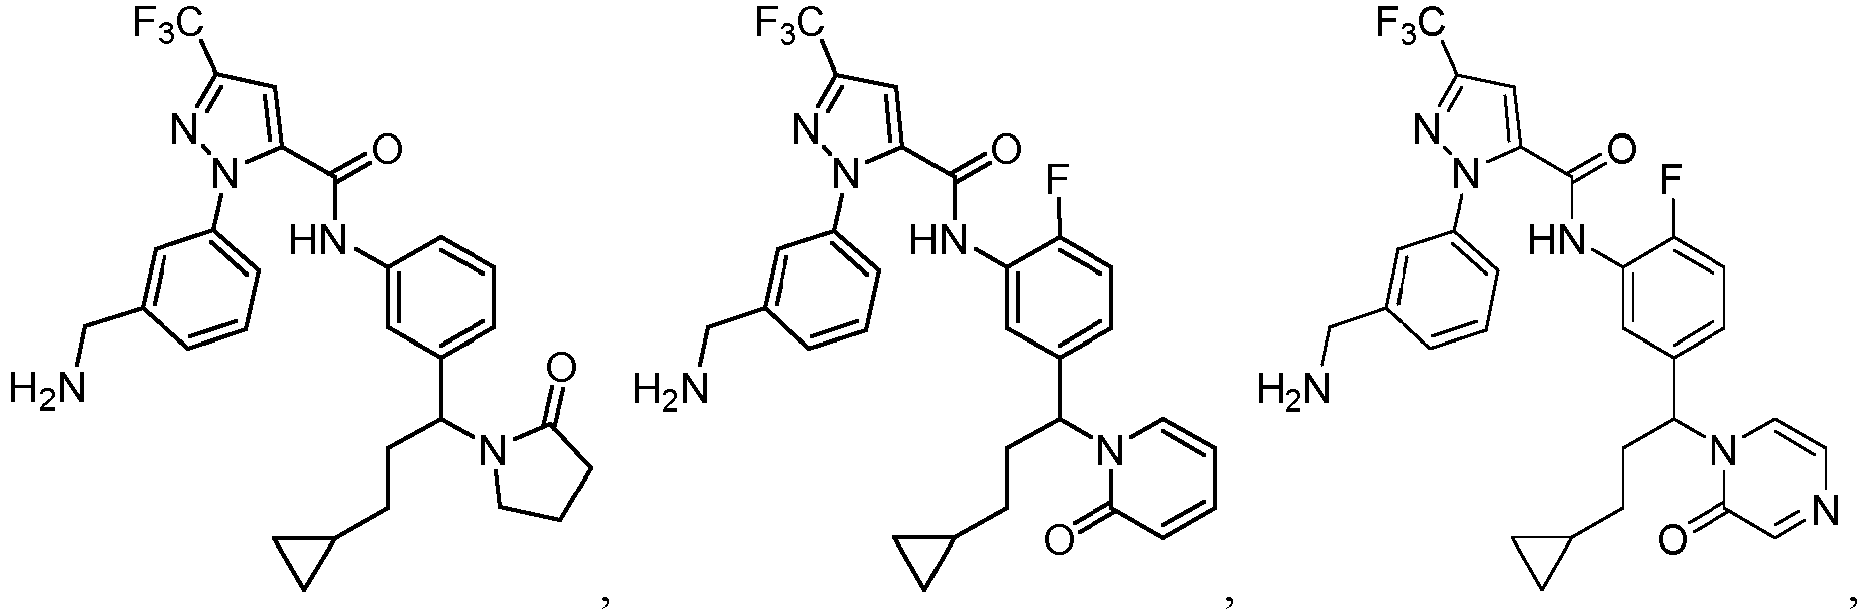 F3C F3C F3C
N N N
N O N O F N O F
HN HN HN
H2N O H2N H2N
N N N
O O N
, , ,